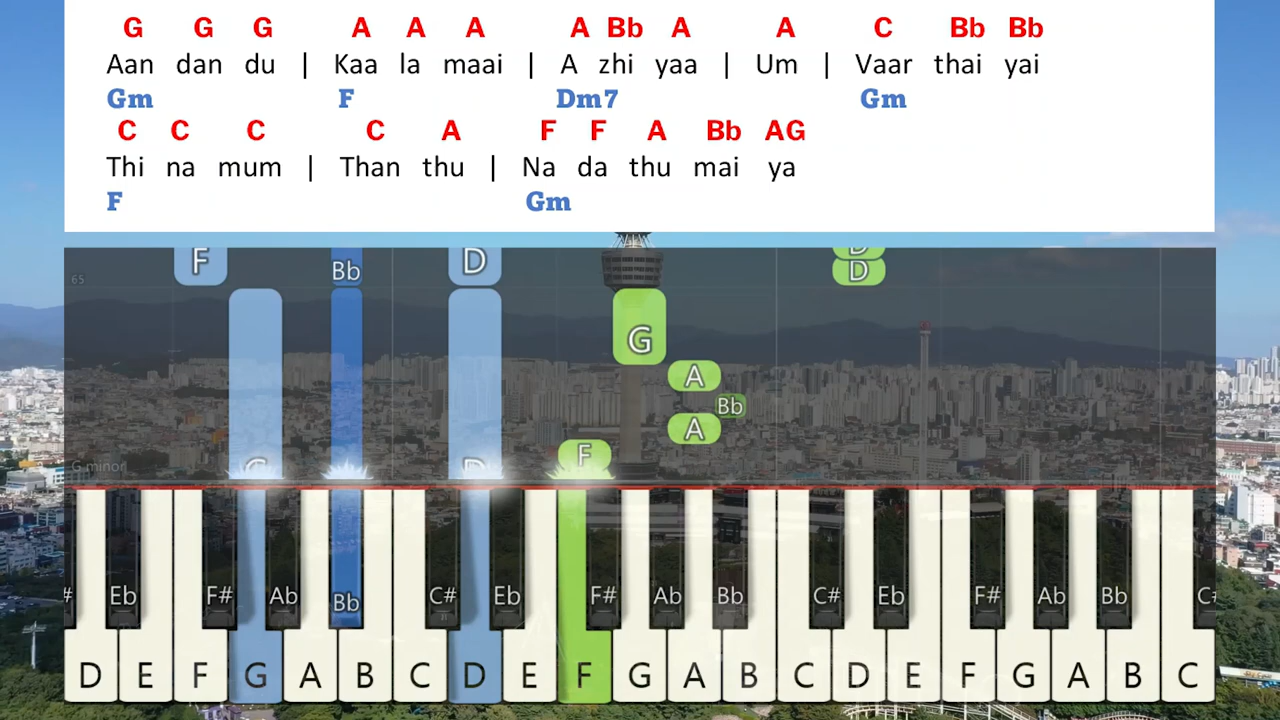 G G G A A A A Bb A A C Bb Bb
Aan dan du | Kaa la maai | A zhi yaa | Um | Vaar thai yai
Gm F Dm7 Gm
C C C C A F F A Bb AG
Thi na mum | Than thu | Na da thu mai ya
F Gm
F Bb D D
65 D
G
A
Bb
A
F
G minor G D
# Eb F# Ab Bb C# Eb F# Ab Bb C# Eb F# Ab Bb C#
D E F G A B C D E F G A B C D E F G A B C